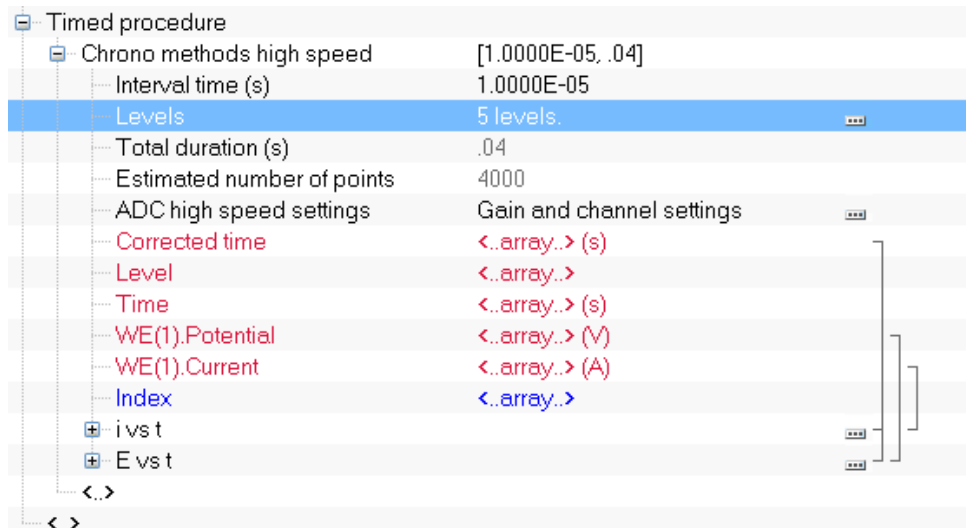 Timed procedure
Chrono methods high speed [1.0000E-05, .04]
Interval time (s) 1.0000E-05
Levels 5 levels.
Total duration (s) .04
Estimated number of points 4000
ADC high speed settings Gain and channel settings
Corrected time <..array..> (s)
Level <..array..>
Time <..array..> (s)
WE(1).Potential <..array..> (V)
WE(1).Current <..array..> (A)
Index <..array..>
i vs t
E vs t
<..>
<..>